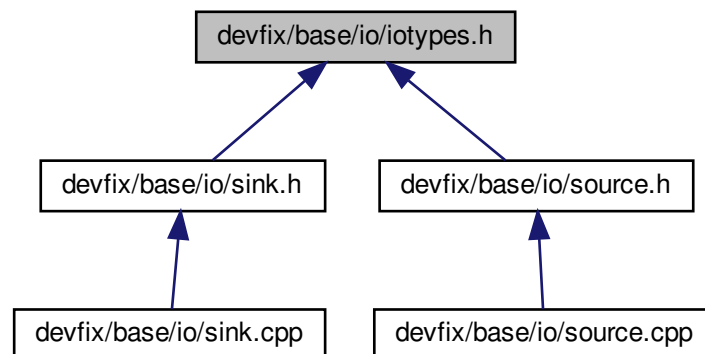 devfix/base/io/iotypes.h
devfix/base/io/sink.h
devfix/base/io/source.h
devfix/base/io/sink.cpp
devfix/base/io/source.cpp